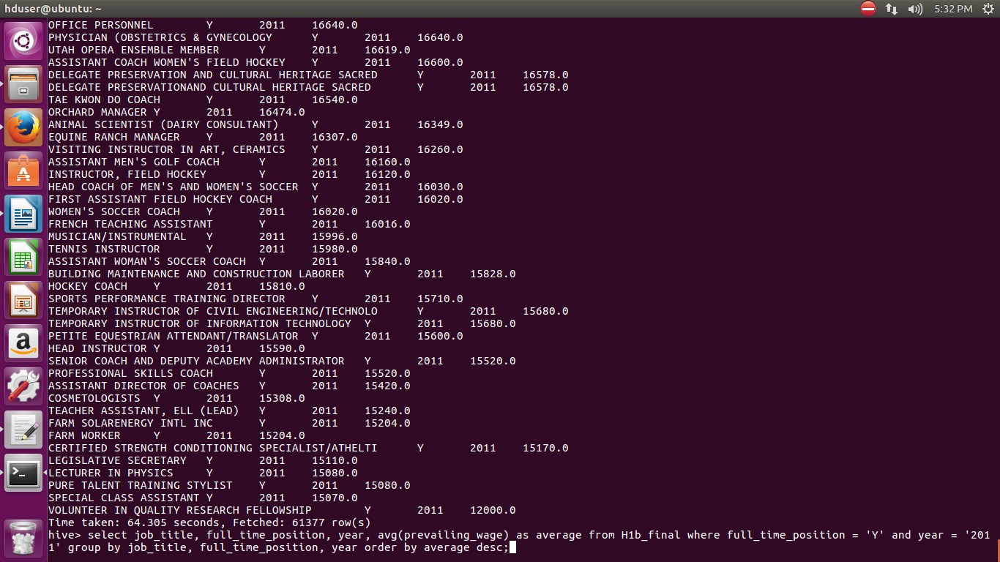 hduser@ubuntu: ~
5:32 PM
OFFICE PERSONNEL Y 2011 16640.0
PHYSICIAN (OBSTETRICS & GYNECOLOGY Y 2011 16640.0
UTAH OPERA ENSEMBLE MEMBER Y 2011 16619.0
ASSISTANT COACH WOMEN'S FIELD HOCKEY Y 2011 16600.0
DELEGATE PRESERVATION AND CULTURAL HERITAGE SACRED Y 2011 16578.0
DELEGATE PRESERVATIONAND CULTURAL HERITAGE SACRED Y 2011 16578.0
TAE KWON DO COACH Y 2011 16540.0
ORCHARD MANAGER Y 2011 16474.0
ANIMAL SCIENTIST (DAIRY CONSULTANT) Y 2011 16349.0
EQUINE RANCH MANAGER Y 2011 16307.0
VISITING INSTRUCTOR IN ART, CERAMICS Y 2011 16260.0
ASSISTANT MEN'S GOLF COACH Y 2011 16160.0
INSTRUCTOR, FIELD HOCKEY Y 2011 16120.0
HEAD COACH OF MEN'S AND WOMEN'S SOCCER Y 2011 16030.0
FIRST ASSISTANT FIELD HOCKEY COACH Y 2011 16020.0
WOMEN'S SOCCER COACH Y 2011 16020.0
FRENCH TEACHING ASSISTANT Y 2011 16016.0
MUSICIAN/INSTRUMENTAL Y 2011 15996.0
TENNIS INSTRUCTOR Y 2011 15980.0
ASSISTANT WOMAN'S SOCCER COACH Y 2011 15840.0
BUILDING MAINTENANCE AND CONSTRUCTION LABORER Y 2011 15828.0
HOCKEY COACH Y 2011 15810.0
SPORTS PERFORMANCE TRAINING DIRECTOR Y 2011 15710.0
TEMPORARY INSTRUCTOR OF CIVIL ENGINEERING/TECHNOLO Y 2011 15680.0
TEMPORARY INSTRUCTOR OF INFORMATION TECHNOLOGY Y 2011 15680.0
PETITE EQUESTRIAN ATTENDANT/TRANSLATOR Y 2011 15600.0
HEAD INSTRUCTOR Y 2011 15590.0
SENIOR COACH AND DEPUTY ACADEMY ADMINISTRATOR Y 2011 15520.0
PROFESSIONAL SKILLS COACH Y 2011 15520.0
ASSISTANT DIRECTOR OF COACHES Y 2011 15420.0
COSMETOLOGISTS Y 2011 15308.0
TEACHER ASSISTANT, ELL (LEAD) Y 2011 15240.0
FARM SOLARENERGY INTL INC Y 2011 15204.0
FARM WORKER Y 2011 15204.0
CERTIFIED STRENGTH CONDITIONING SPECIALIST/ATHELTI Y 2011 15170.0
LEGISLATIVE SECRETARY Y 2011 15110.0
LECTURER IN PHYSICS Y 2011 15080.0
PURE TALENT TRAINING STYLIST Y 2011 15080.0
SPECIAL CLASS ASSISTANT Y 2011 15070.0
VOLUNTEER IN QUALITY RESEARCH FELLOWSHIP Y 2011 12000.0
Time taken: 64.305 seconds, Fetched: 61377 row(s)
hive> select job_title, full_time_position, year, avg(prevailing_wage) as average from H1b_final where full_time_position = 'Y' and year = '201
1' group by job_title, full_time_position, year order by average desc;